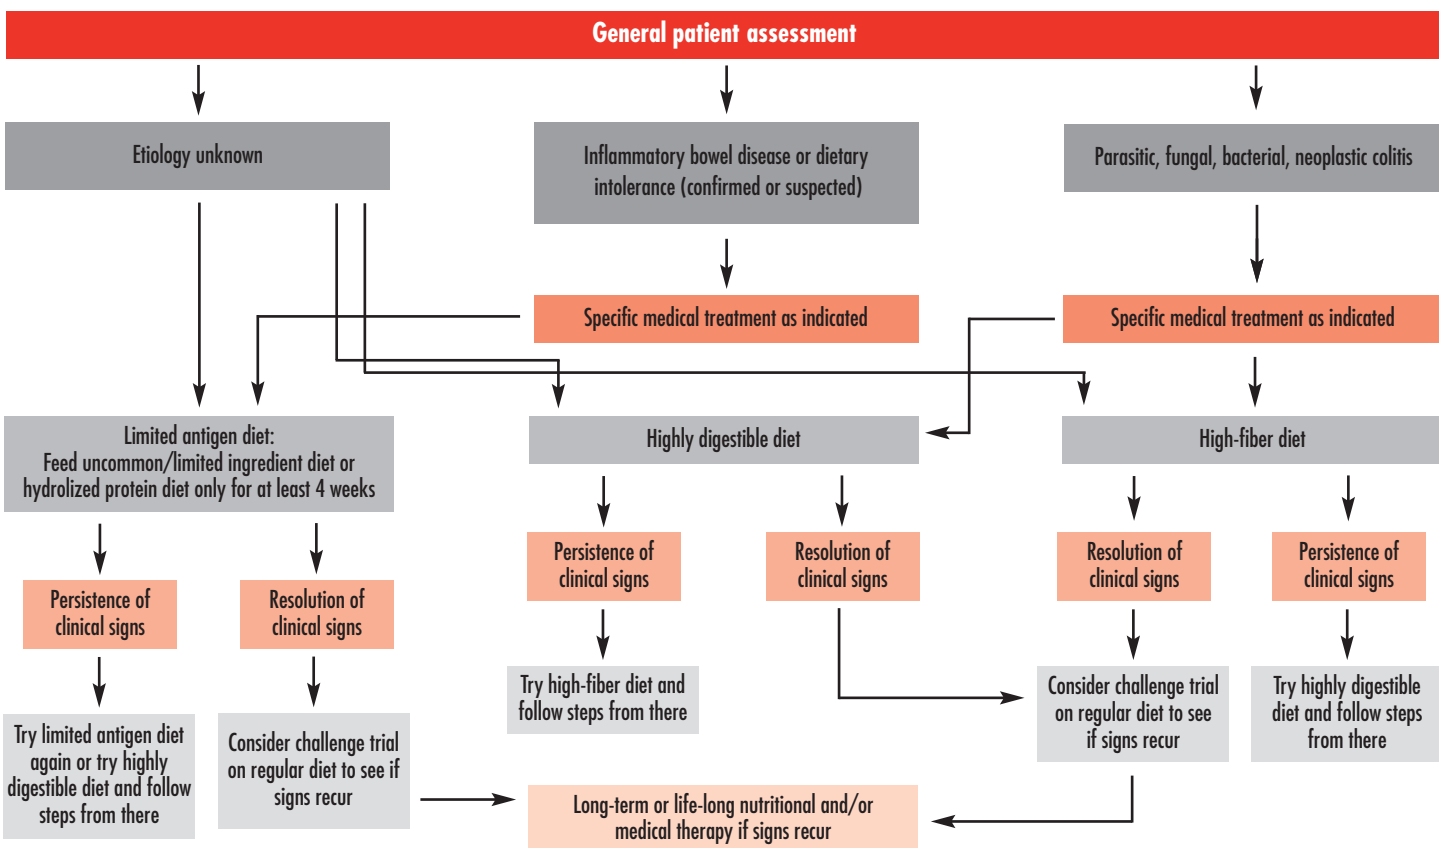 General patient assessment
Etiology unknown
Inflammatory bowel disease or dietary
intolerance (confirmed or suspected)
Parasitic, fungal, bacterial, neoplastic colitis
Specific medical treatment as indicated
Specific medical treatment as indicated
Limited antigen diet:
Feed uncommon/limited ingredient diet or
hydrolized protein diet only for at least 4 weeks
Highly digestible diet
High-fiber diet
Persistence of
clinical signs
Resolution of
clinical signs
Persistence of
clinical signs
Resolution of
clinical signs
Resolution of
clinical signs
Persistence of
clinical signs
Try limited antigen diet
again or try highly
digestible diet and follow
steps from there
Consider challenge trial
on regular diet to see if
signs recur
Try high-fiber diet and
follow steps from there
Consider challenge trial
on regular diet to see
if signs recur
Try highly digestible
diet and follow steps
from there
Long-term or life-long nutritional and/or
medical therapy if signs recur